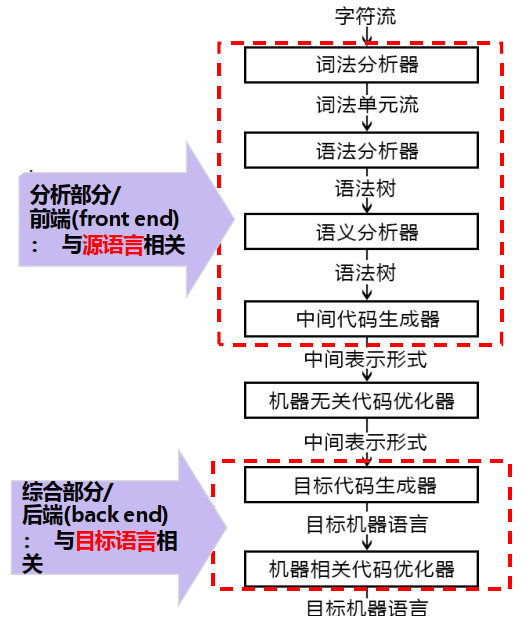 字符流
词法分析器
词法单元流
语法分析器
语法树
语义分析器
语法树
中间代码生成器
中间表示形式
机器无关代码优化器
中间表示形式
目标代码生成器
目标机器语言
机器相关代码优化器
目标机器语言
分析部分/
前端(front end)
： 与源语言相关
综合部分/
后端(back end)
： 与目标语言相
关